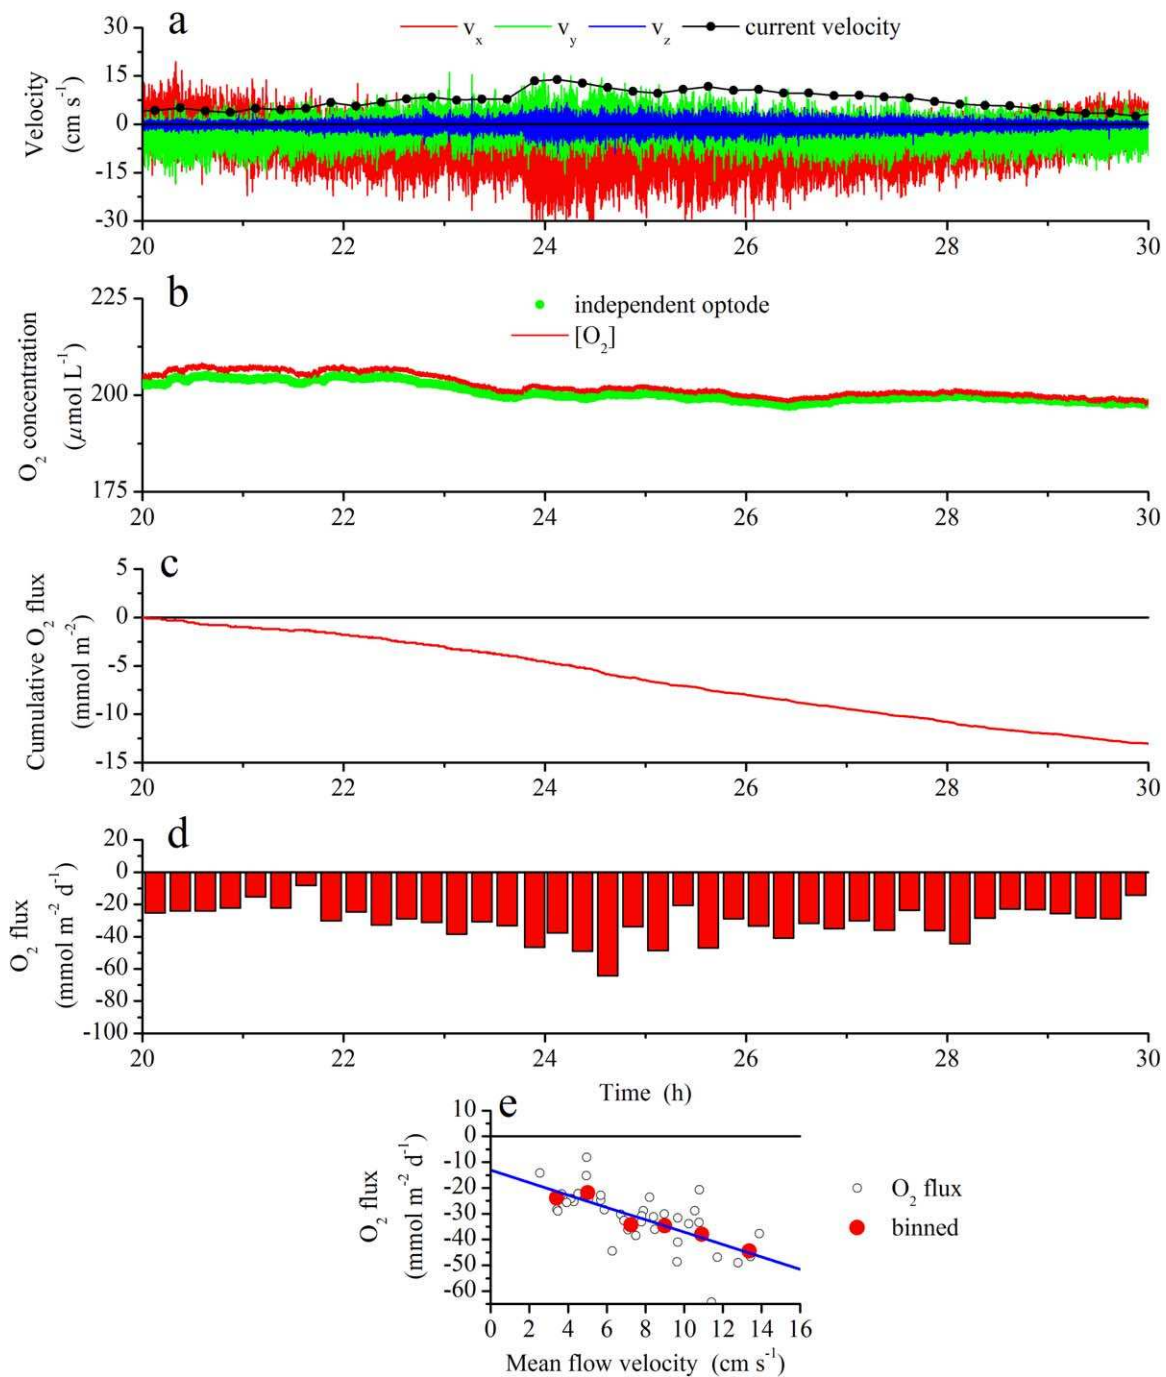 a
v_x v_y v_z current velocity
Velocity
(cm s⁻¹)
30
15
0
-15
-30
20 22 24 26 28 30
b
independent optode
[O₂]
O₂ concentration
(μmol L⁻¹)
225
200
175
20 22 24 26 28 30
c
Cumulative O₂ flux
(mmol m⁻²)
5
0
-5
-10
-15
20 22 24 26 28 30
d
O₂ flux
(mmol m⁻² d⁻¹)
20
0
-20
-40
-60
-80
-100
20 22 24 26 28 30
Time (h)
e
O₂ flux
(mmol m⁻² d⁻¹)
10
0
-10
-20
-30
-40
-50
-60
0 2 4 6 8 10 12 14 16
Mean flow velocity (cm s⁻¹)
O₂ flux
binned